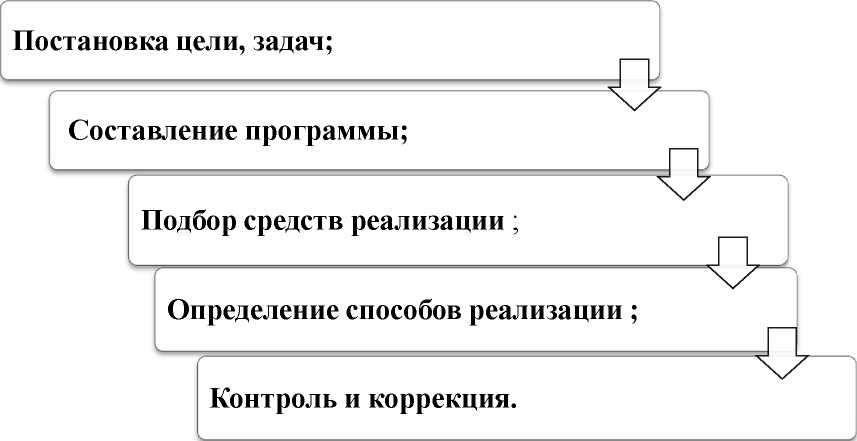 Постановка цели, задач;
Составление программы;
Подбор средств реализации ;
Определение способов реализации ;
Контроль и коррекция.